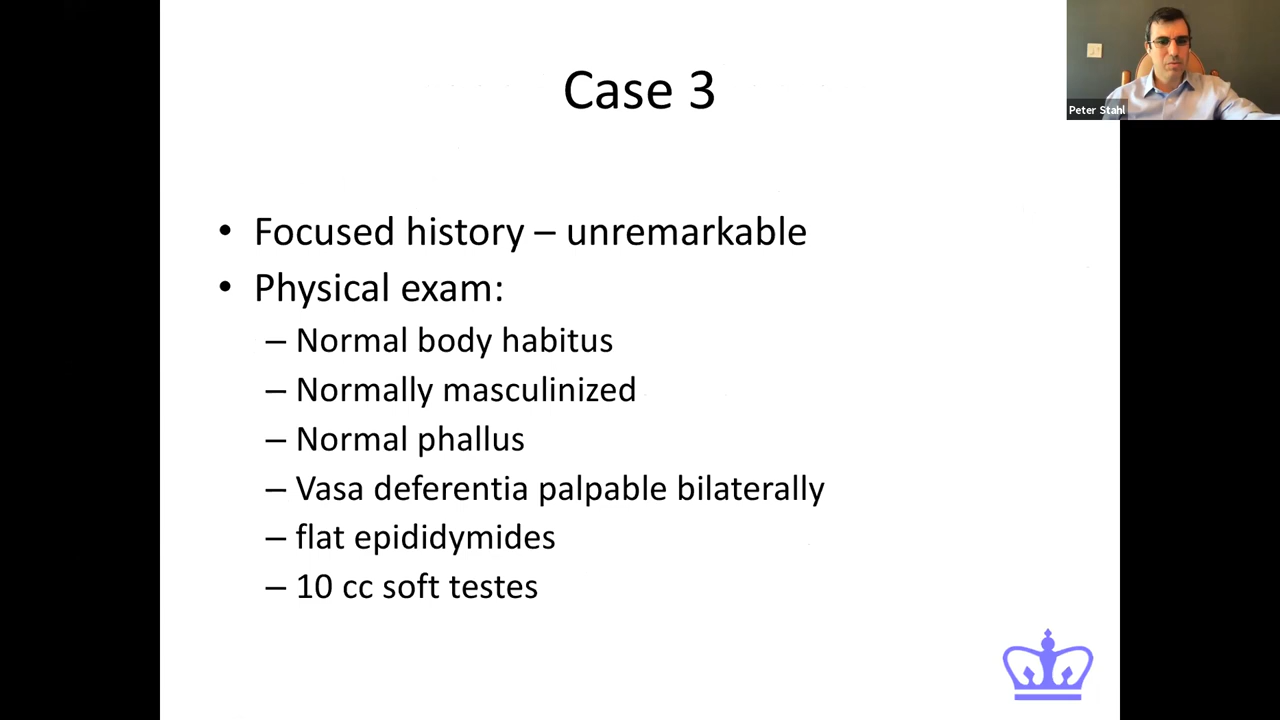 Case 3
Peter Stahl
• Focused history – unremarkable
• Physical exam:
– Normal body habitus
– Normally masculinized
– Normal phallus
– Vasa deferentia palpable bilaterally
– flat epididymides
– 10 cc soft testes